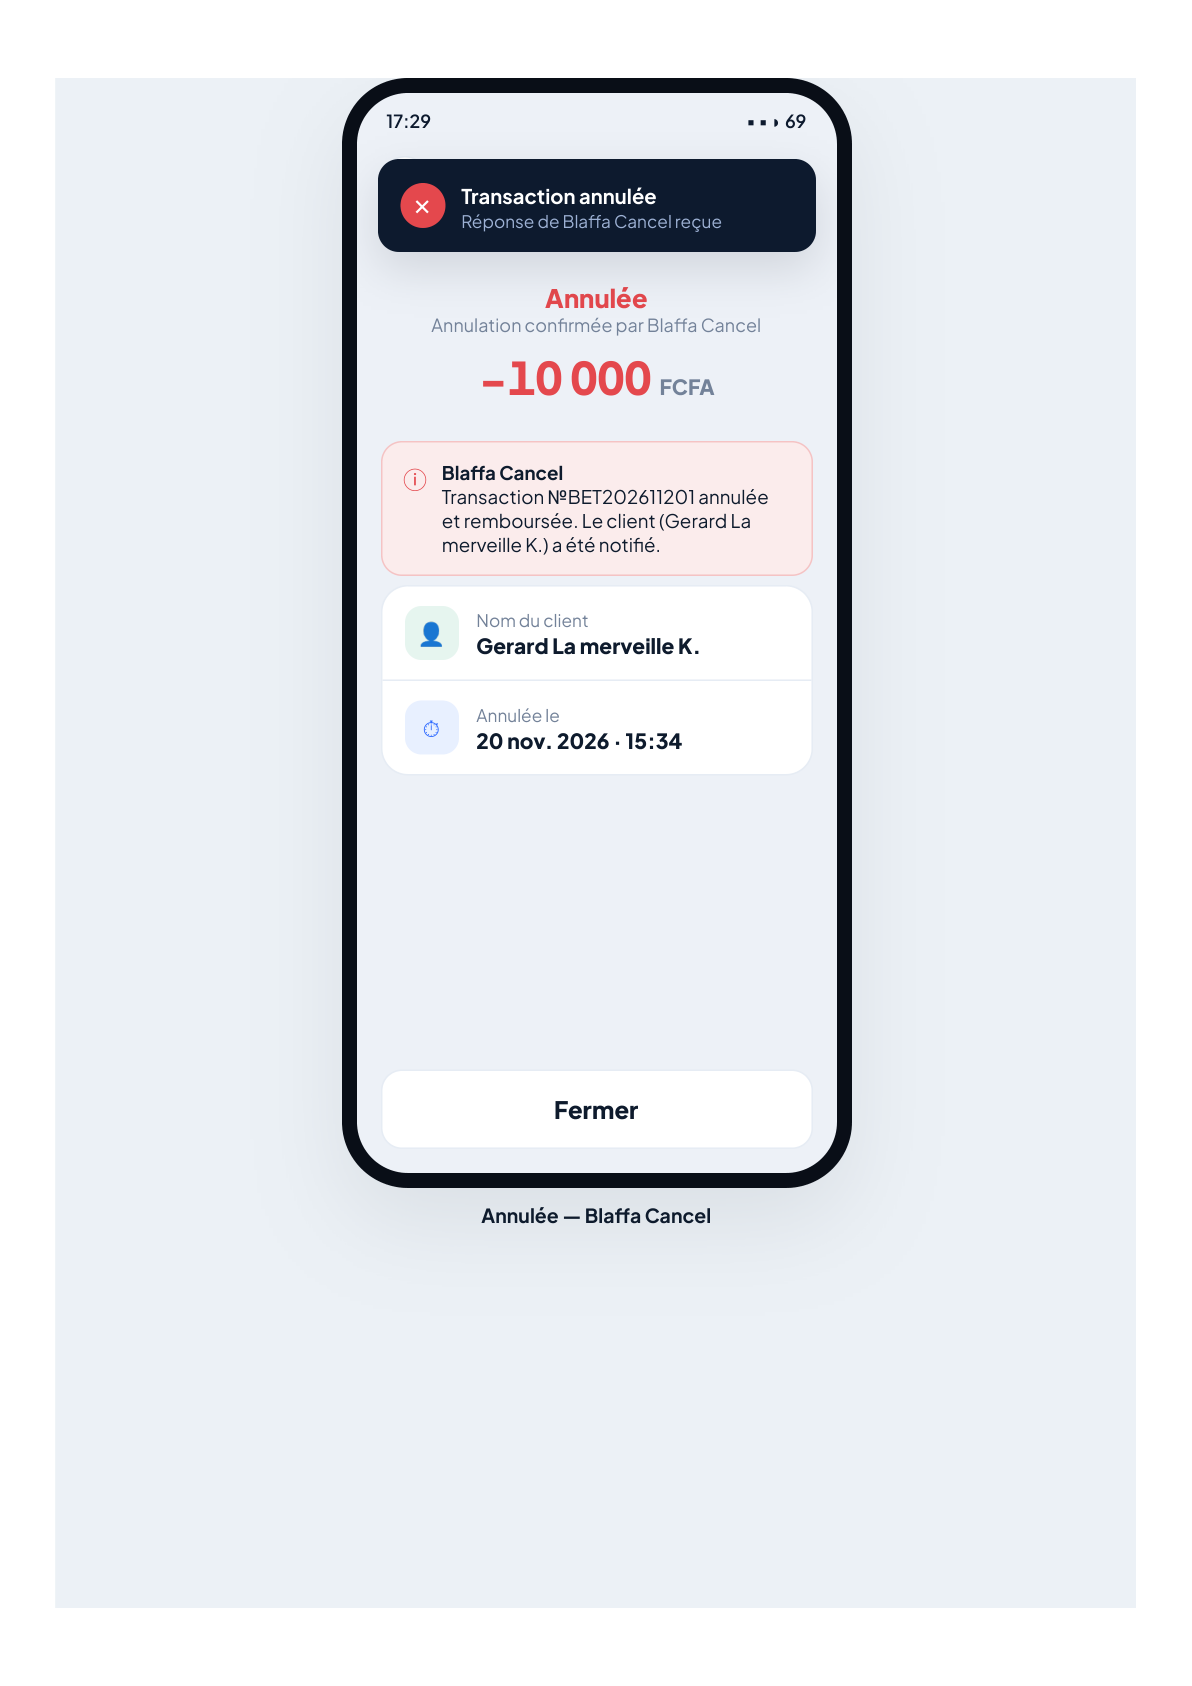 17:29
69
Transaction annulée
Réponse de Blaffa Cancel reçue
Annulée
Annulation confirmée par Blaffa Cancel
−10 000 FCFA
Blaffa Cancel
Transaction №BET202611201 annulée
et remboursée. Le client (Gerard La
merveille K.) a été notifié.
Nom du client
Gerard La merveille K.
Annulée le
20 nov. 2026 · 15:34
Fermer
Annulée — Blaffa Cancel